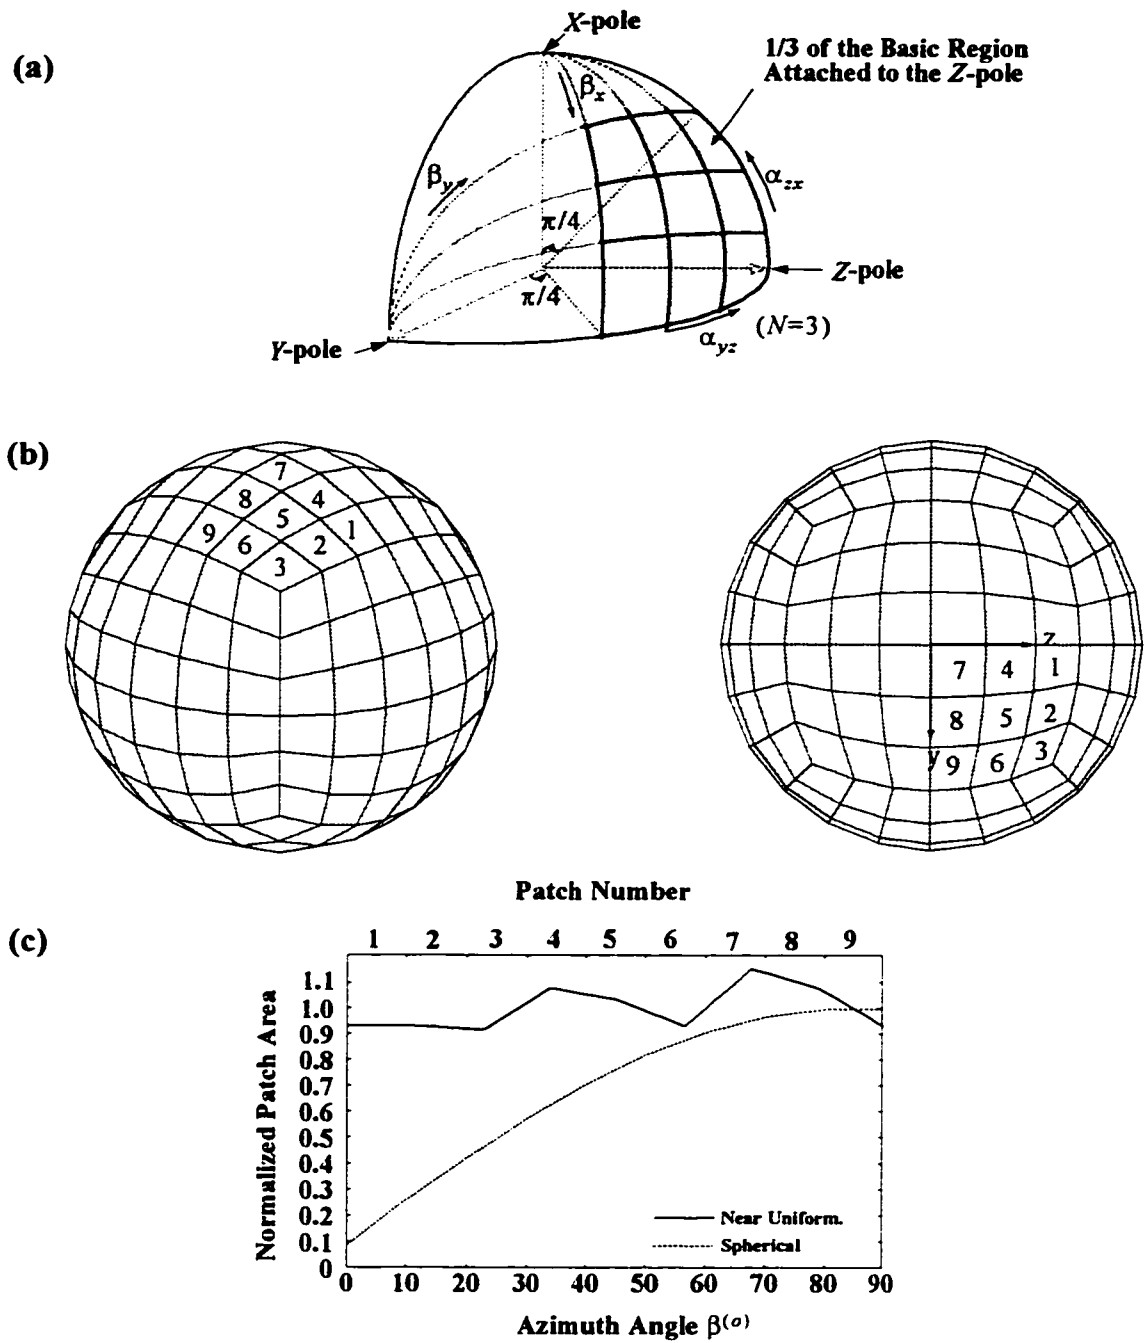 (a)
X-pole
1/3 of the Basic Region
Attached to the Z-pole
βx
αzx
βy
π/4
Z-pole
π/4
(N=3)
αyz
Y-pole
(b)
7
8 4
5
9 1
6 2
3
z
7 4 1
8 5 2
y 9 6 3
Patch Number
(c)
1 2 3 4 5 6 7 8 9
Normalized Patch Area
1.1
1.0
0.9
0.8
0.7
0.6
0.5
0.4
0.3
0.2
0.1
0
Near Uniform.
Spherical
0 10 20 30 40 50 60 70 80 90
Azimuth Angle β(o)